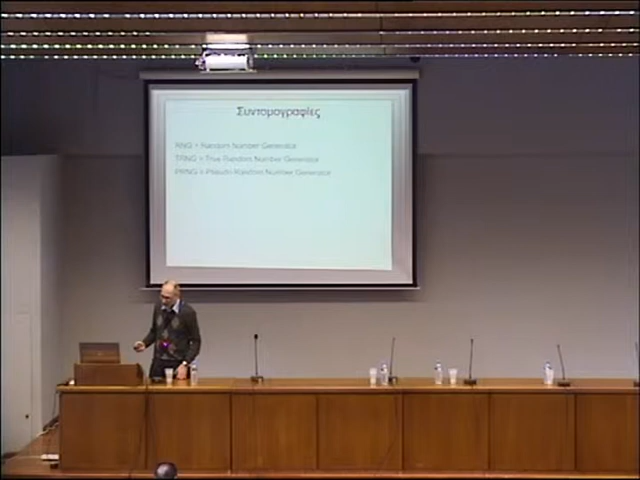 Συντομογραφίες
RNG = Random Number Generator
TRNG = True Random Number Generator
PRNG = Pseudo-Random Number Generator